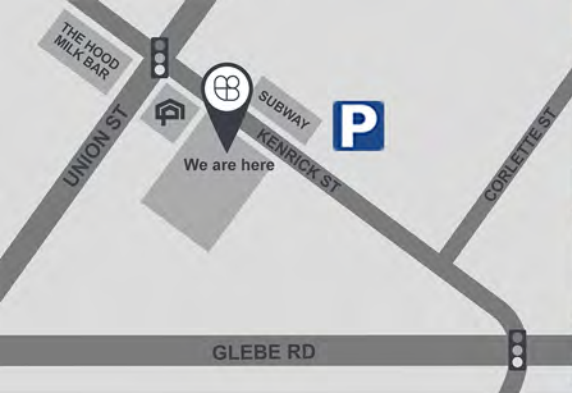 THE HOOD
MILK BAR
SUBWAY
P
UNION ST
We are here
KENRICK ST
CORLETTE ST
GLEBE RD